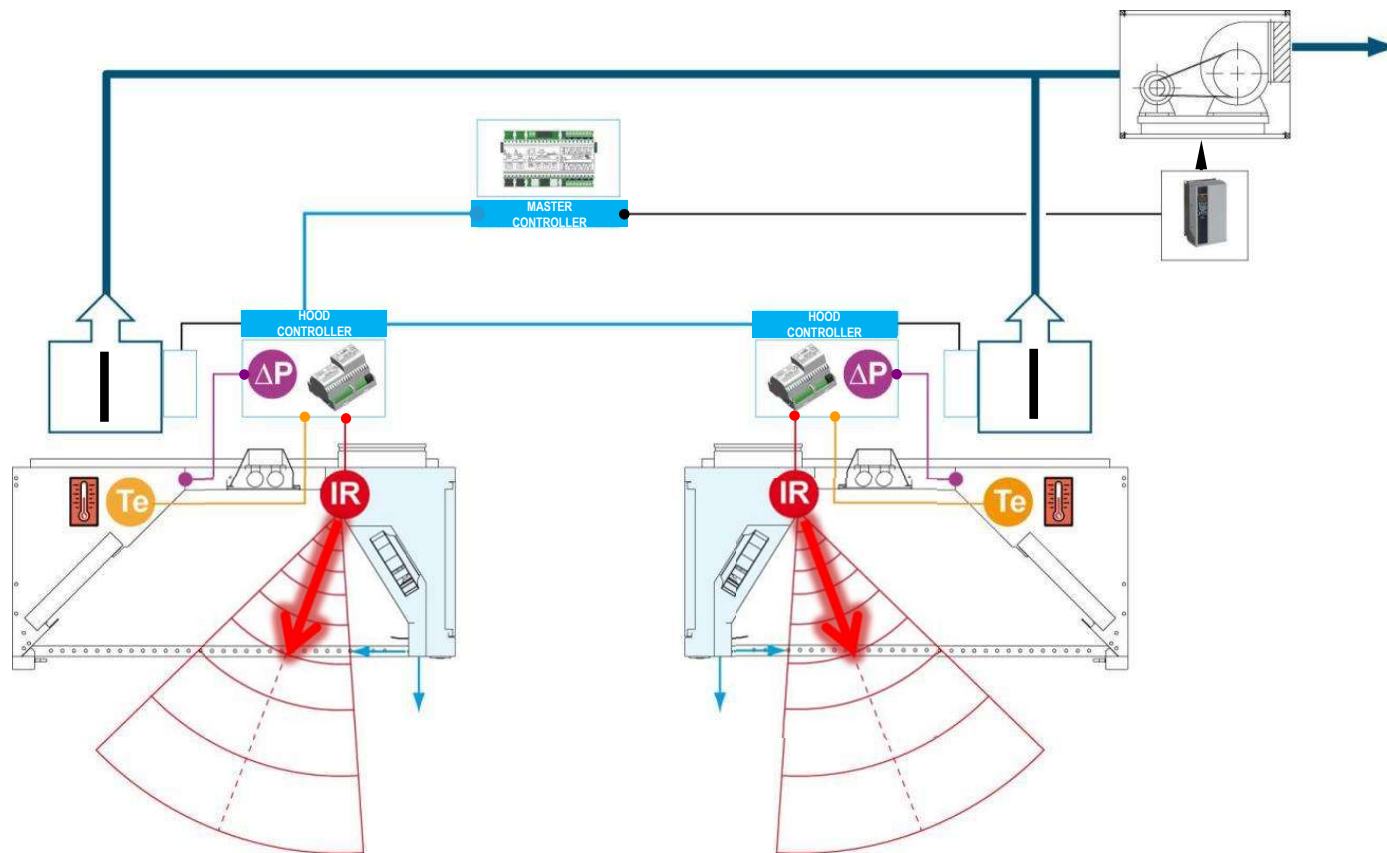 MASTER
CONTROLLER
HOOD
CONTROLLER
HOOD
CONTROLLER
ΔP
ΔP
Te
IR
IR
Te